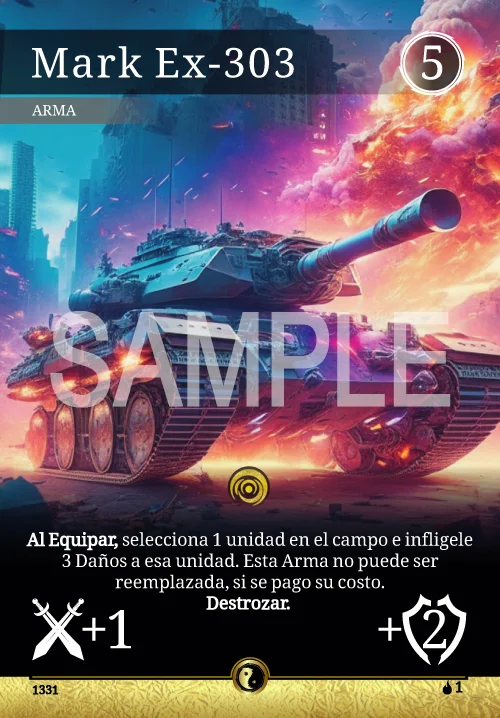 Mark Ex-303
5
ARMA
SAMPLE
Al Equipar, selecciona 1 unidad en el campo e infligele
3 Daños a esa unidad. Esta Arma no puede ser
reemplazada, si se pago su costo.
Destrozar.
+1
+2
1331
1